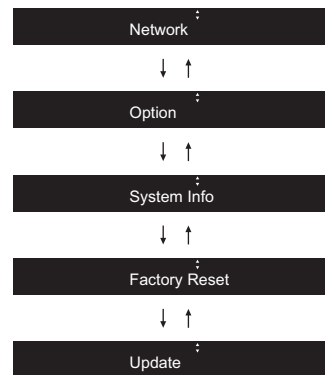 Network
Option
System Info
Factory Reset
Update